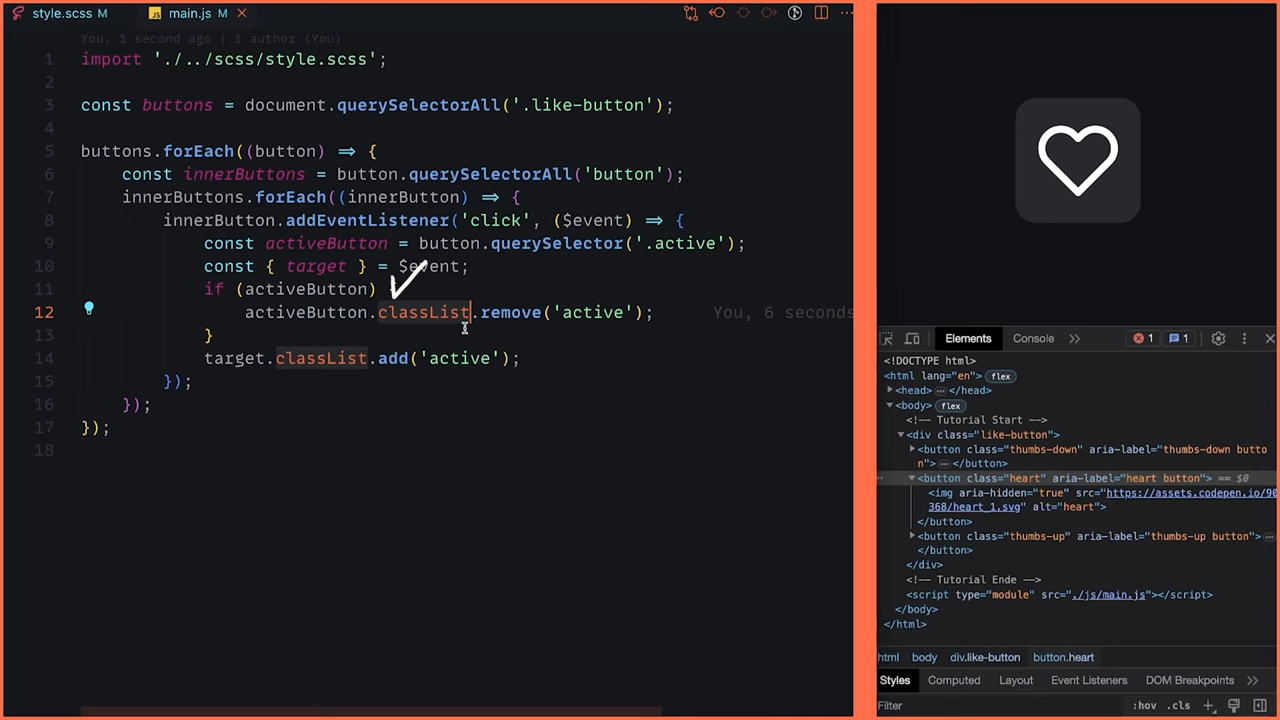 style.scss M
main.js M
You, 1 second ago | 1 author (You)
1 import './../scss/style.scss';
2
3 const buttons = document.querySelectorAll('.like-button');
4
5 buttons.forEach((button) => {
6 const innerButtons = button.querySelectorAll('button');
7 innerButtons.forEach((innerButton) => {
8 innerButton.addEventListener('click', ($event) => {
9 const activeButton = button.querySelector('.active');
10 const { target } = $event;
11 if (activeButton) {
12 activeButton.classList.remove('active'); You, 6 seconds
13 }
14 target.classList.add('active');
15 });
16 });
17 });
18
Elements Console 1 1
<!DOCTYPE html>
<html lang="en"> flex
<head> … </head>
<body> flex
<!-- Tutorial Start -->
<div class="like-button">
<button class="thumbs-down" aria-label="thumbs-down butto
n"> … </button>
… <button class="heart" aria-label="heart button"> == $0
<img aria-hidden="true" src="https://assets.codepen.io/90
368/heart_1.svg" alt="heart">
</button>
<button class="thumbs-up" aria-label="thumbs-up button"> …
</button>
</div>
<!-- Tutorial Ende -->
<script type="module" src="./js/main.js"></script>
</body>
</html>
html body div.like-button button.heart
Styles Computed Layout Event Listeners DOM Breakpoints
Filter :hov .cls